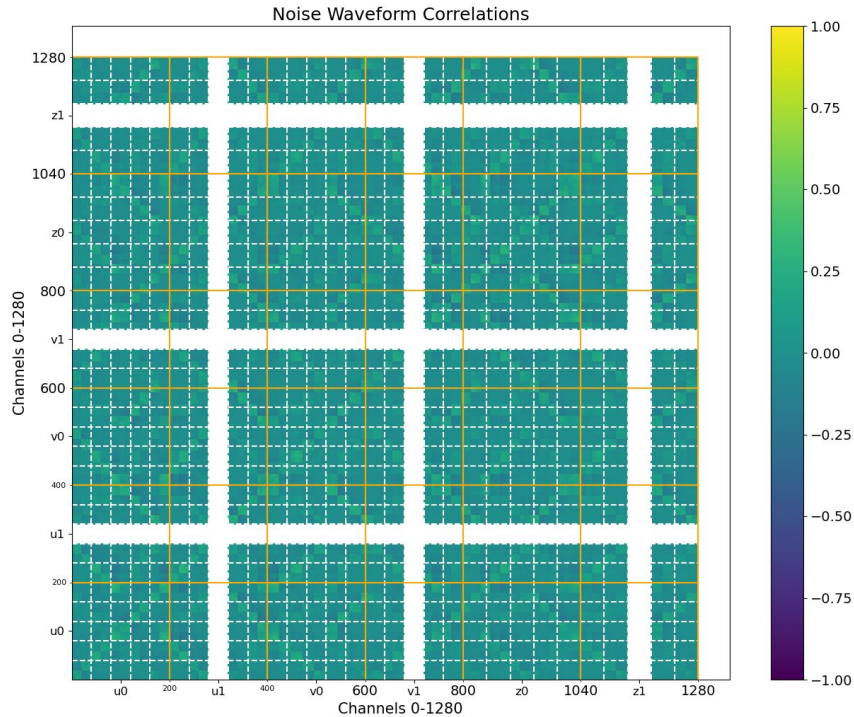 Noise Waveform Correlations
1280
z1
1040
z0
800
v1
600
v0
400
u1
200
u0
Channels 0-1280
u0 200 u1 400 v0 600 v1 800 z0 1040 z1 1280
Channels 0-1280
1.00
0.75
0.50
0.25
0.00
−0.25
−0.50
−0.75
−1.00